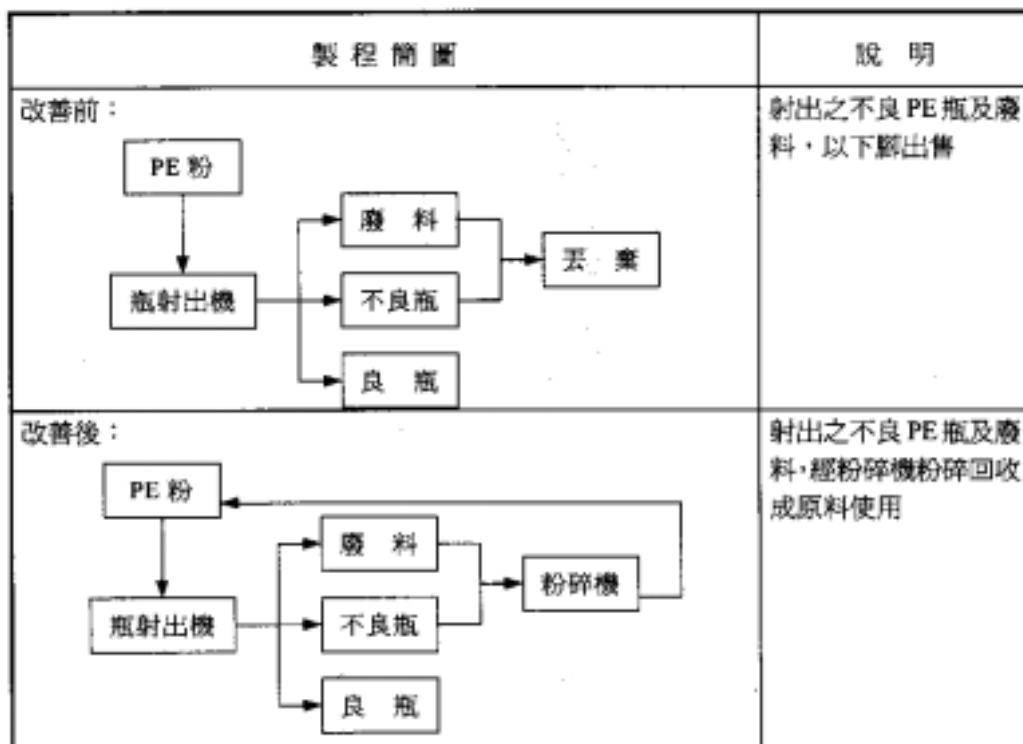 製程簡圖
說明
改善前：
射出之不良PE瓶及廢
料，以下腳出售
PE粉
廢料
丟棄
瓶射出機
不良瓶
良瓶
改善後：
射出之不良PE瓶及廢
料，經粉碎機粉碎回收
成原料使用
PE粉
廢料
粉碎機
瓶射出機
不良瓶
良瓶